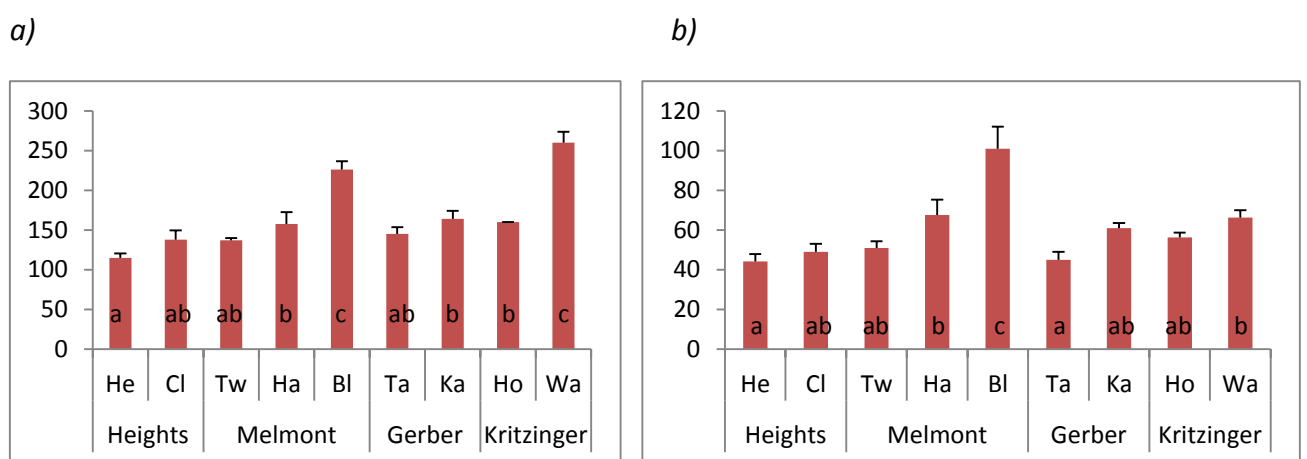 a)
b)
300
250
200
150
100
50
0
a ab ab b c ab b b c
He Cl Tw Ha Bl Ta Ka Ho Wa
Heights Melmont Gerber Kritzinger
120
100
80
60
40
20
0
a ab ab b c a ab ab b
He Cl Tw Ha Bl Ta Ka Ho Wa
Heights Melmont Gerber Kritzinger